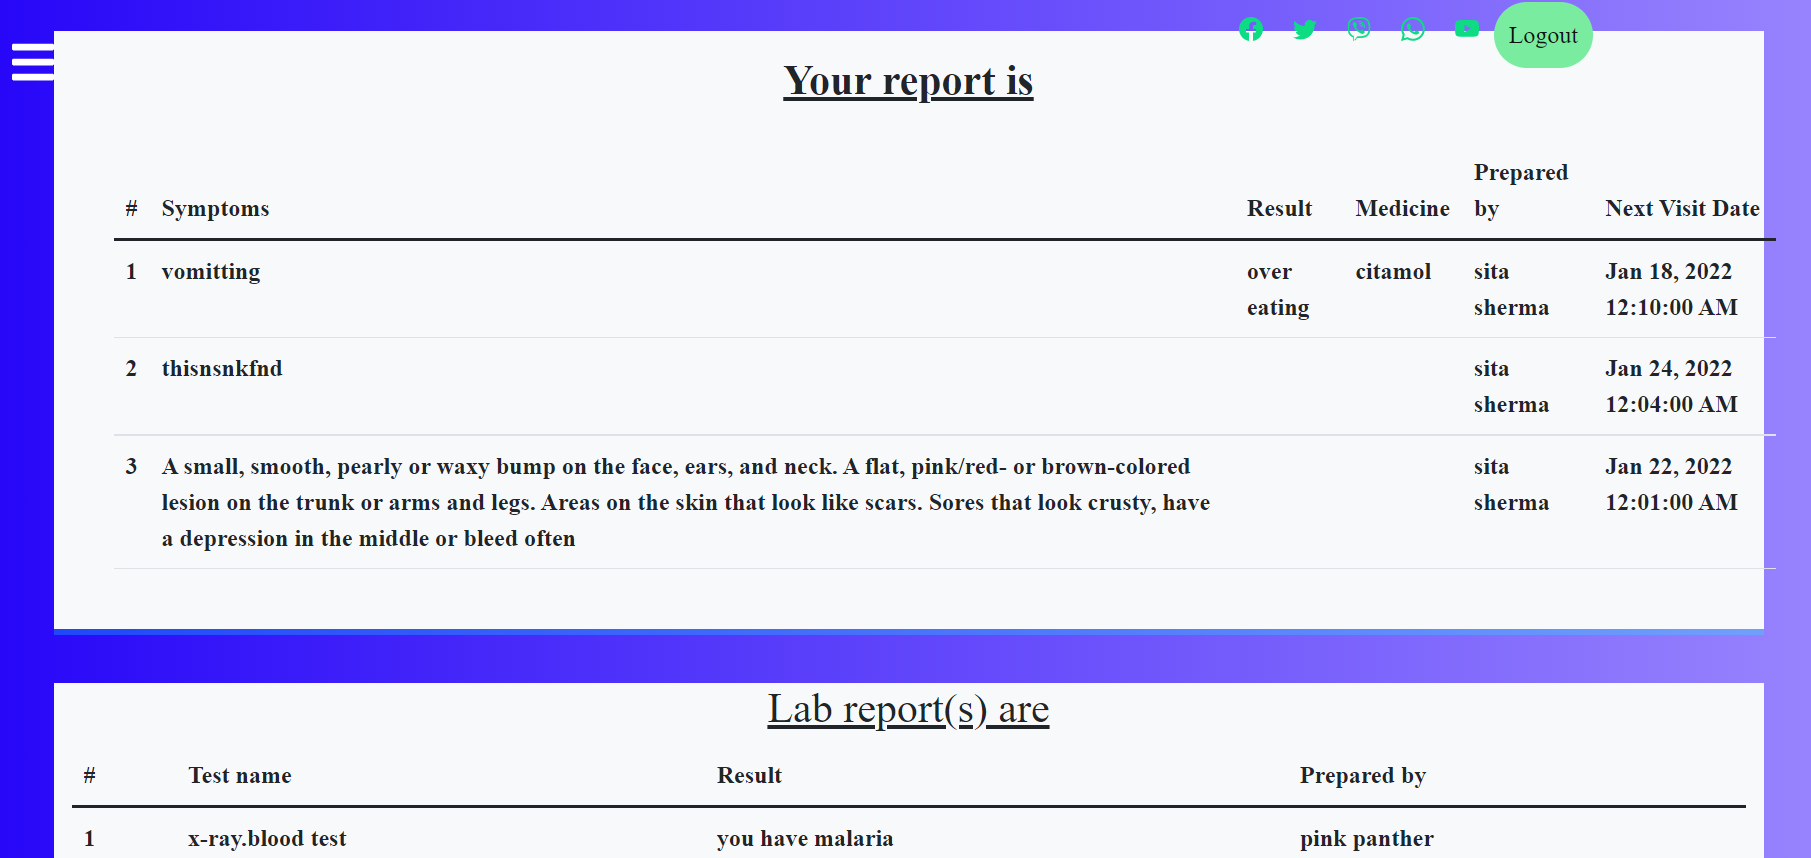 Logout
Your report is
# Symptoms Result Medicine Prepared by Next Visit Date
1 vomitting over eating citamol sita sherma Jan 18, 2022 12:10:00 AM
2 thisnsnkfnd sita sherma Jan 24, 2022 12:04:00 AM
3 A small, smooth, pearly or waxy bump on the face, ears, and neck. A flat, pink/red- or brown-colored
lesion on the trunk or arms and legs. Areas on the skin that look like scars. Sores that look crusty, have
a depression in the middle or bleed often
sita sherma Jan 22, 2022 12:01:00 AM
Lab report(s) are
# Test name Result Prepared by
1 x-ray.blood test you have malaria pink panther